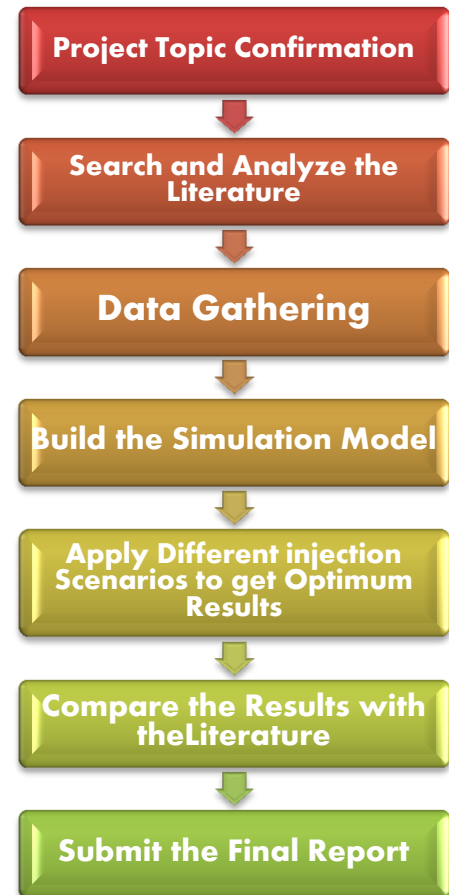 Project Topic Confirmation
Search and Analyze the
Literature
Data Gathering
Build the Simulation Model
Apply Different injection
Scenarios to get Optimum
Results
Compare the Results with
theLiterature
Submit the Final Report